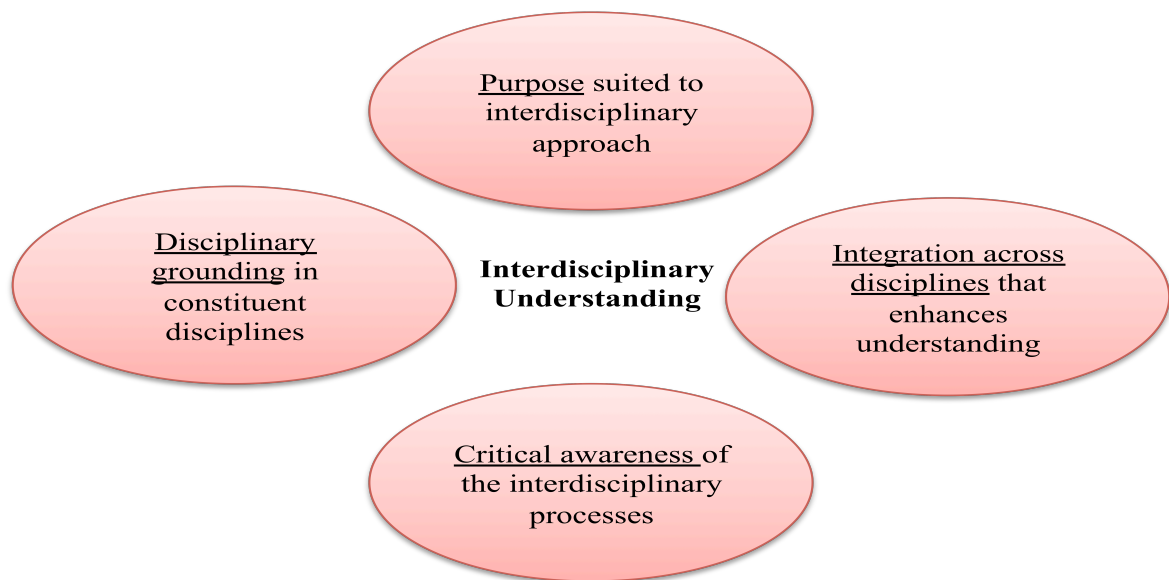 Purpose suited to
interdisciplinary
approach
Disciplinary
grounding in
constituent
disciplines
Interdisciplinary
Understanding
Integration across
disciplines that
enhances
understanding
Critical awareness of
the interdisciplinary
processes